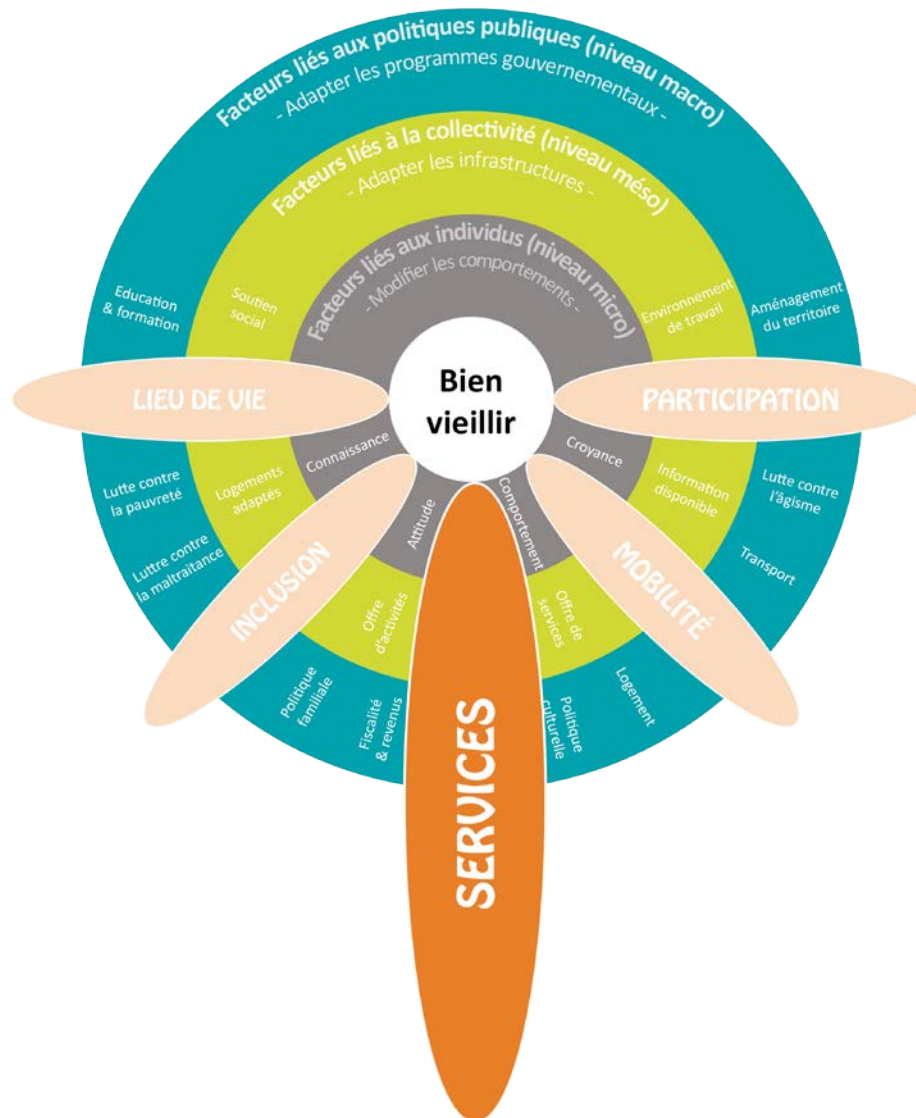 Facteurs liés aux politiques publiques (niveau macro)
- Adapter les programmes gouvernementaux -
Facteurs liés à la collectivité (niveau méso)
- Adapter les infrastructures -
Facteurs liés aux individus (niveau micro)
- Modifier les comportements -
Education
& formation
Soutien
social
Environnement
de travail
Aménagement
du territoire
Bien
vieillir
LIEU DE VIE
PARTICIPATION
Connaissance
Croyance
Lutte contre
la pauvreté
Logements
adaptès
Information
disponible
Lutte contre
l'âgisme
Attitude
Comportement
Luttre contre
la maltraitance
INCLUSION
MOBILITÉ
Transport
Offre
d'activités
Offre de
services
Politique
familiale
Fiscalité
& revenus
Politique
culturelle
Logement
SERVICES